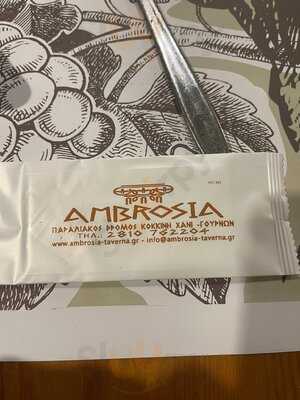 AMBROSIA
ΠΑΡΑΛΙΑΚΟΣ ΔΡΟΜΟΣ ΚΟΚΚΙΝΗ ΧΑΝΙ -ΓΟΥΡΝΩΝ
ΤΗΛ.: 2810 762204
www.ambrosia-taverna.gr - info@ambrosia-taverna.gr